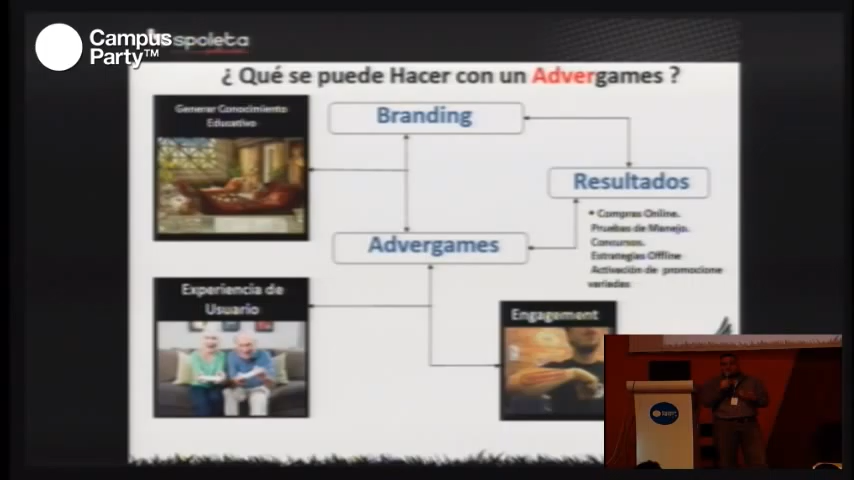 Campus
Party™
spoleta
¿ Qué se puede Hacer con un Advergames ?
Generar Conocimiento
Educativo
Branding
Resultados
• Compras Online.
Pruebas de Manejo.
Concursos.
Estrategias Offline
Activación de promocione
variadas
Advergames
Experiencia de
Usuario
Engagement